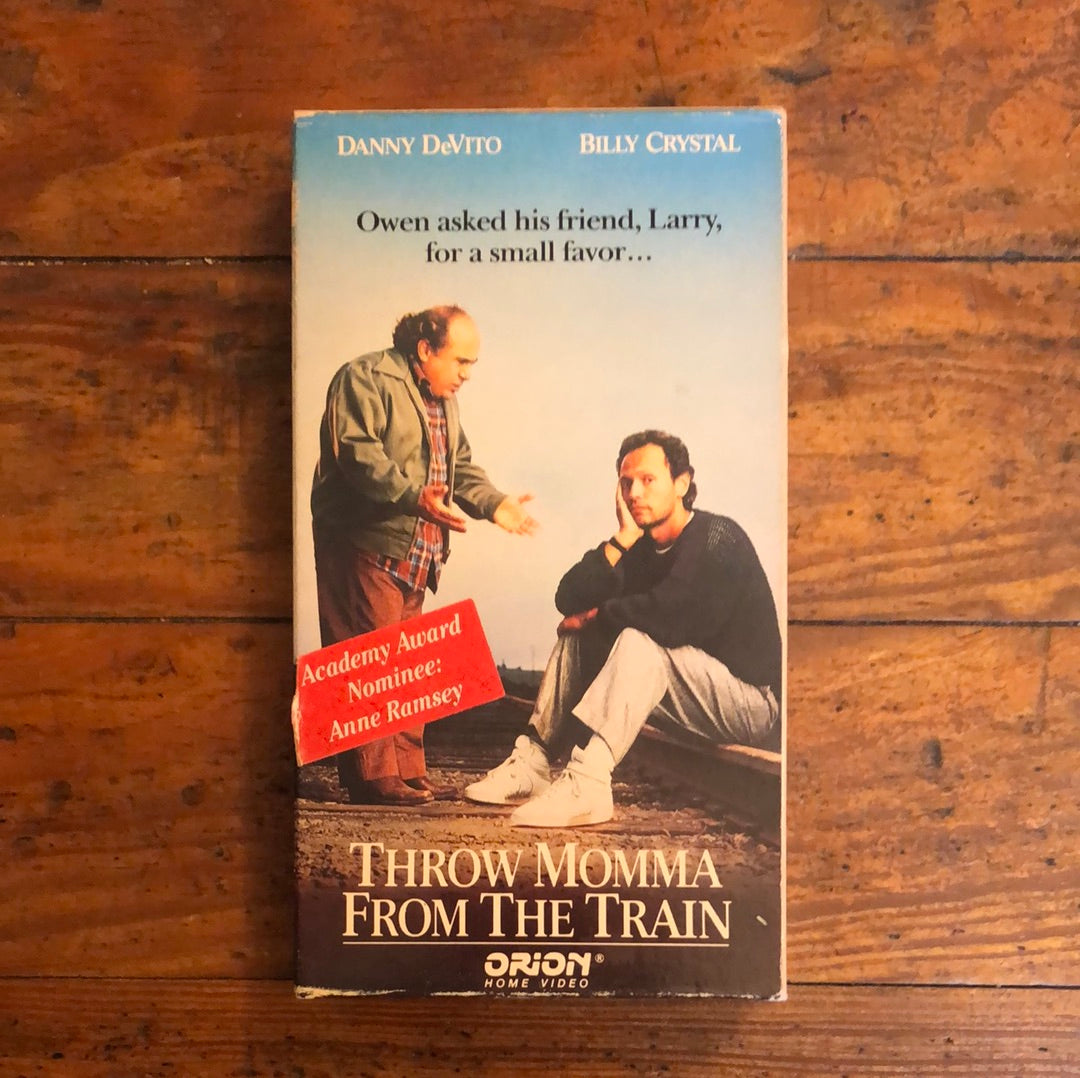 DANNY DeVITO BILLY CRYSTAL
Owen asked his friend, Larry,
for a small favor...
Academy Award
Nominee:
Anne Ramsey
THROW MOMMA
FROM THE TRAIN
ORION®
HOME VIDEO